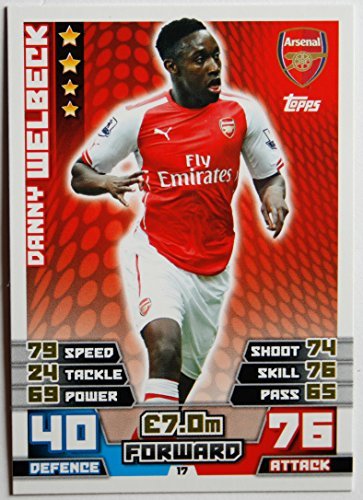 DANNY WELBECK
Arsenal
topps
PUMA
Fly
Emirates
79 SPEED
24 TACKLE
69 POWER
SHOOT 74
SKILL 76
PASS 65
40
DEFENCE
£7.0m
FORWARD
17
76
ATTACK